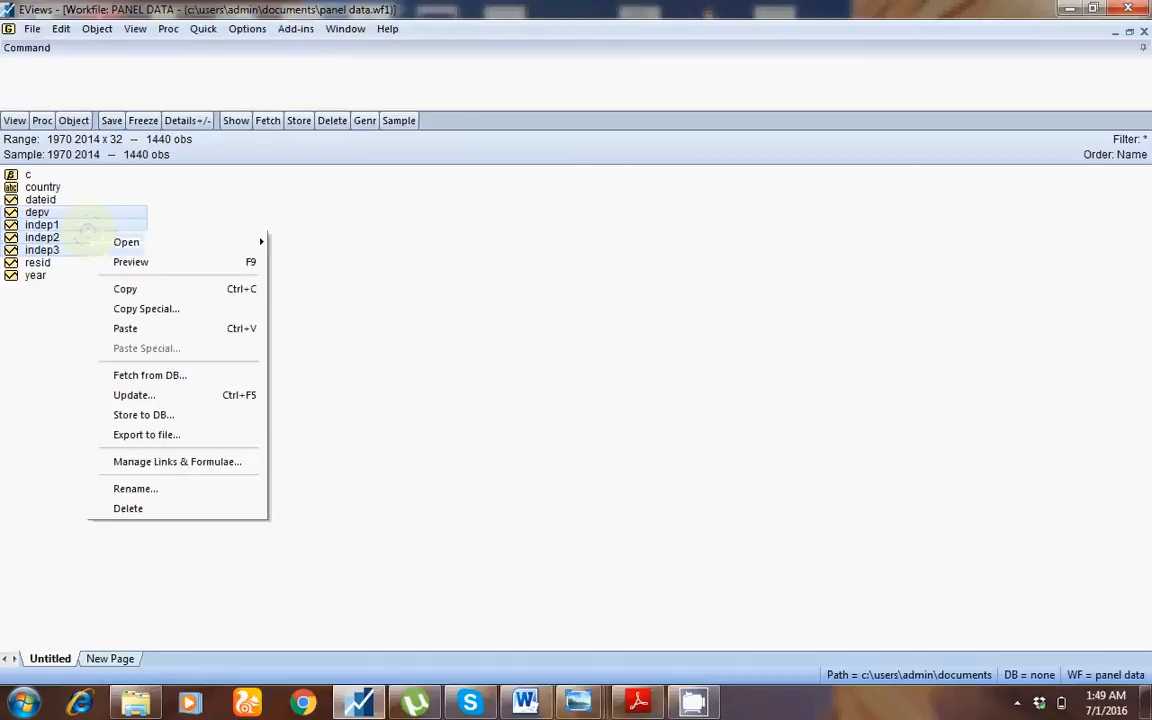 EViews - [Workfile: PANEL DATA - (c:\users\admin\documents\panel data.wf1)]
File Edit Object View Proc Quick Options Add-ins Window Help
Command
View Proc Object Save Freeze Details+/- Show Fetch Store Delete Genr Sample
Range: 1970 2014 x 32 -- 1440 obs Filter: *
Sample: 1970 2014 -- 1440 obs Order: Name
c
country
dateid
depv
indep1
indep2
indep3
resid
year
Open
Preview F9
Copy Ctrl+C
Copy Special...
Paste Ctrl+V
Paste Special...
Fetch from DB...
Update... Ctrl+F5
Store to DB...
Export to file...
Manage Links & Formulae...
Rename...
Delete
Untitled New Page
Path = c:\users\admin\documents DB = none WF = panel data
1:49 AM
7/1/2016